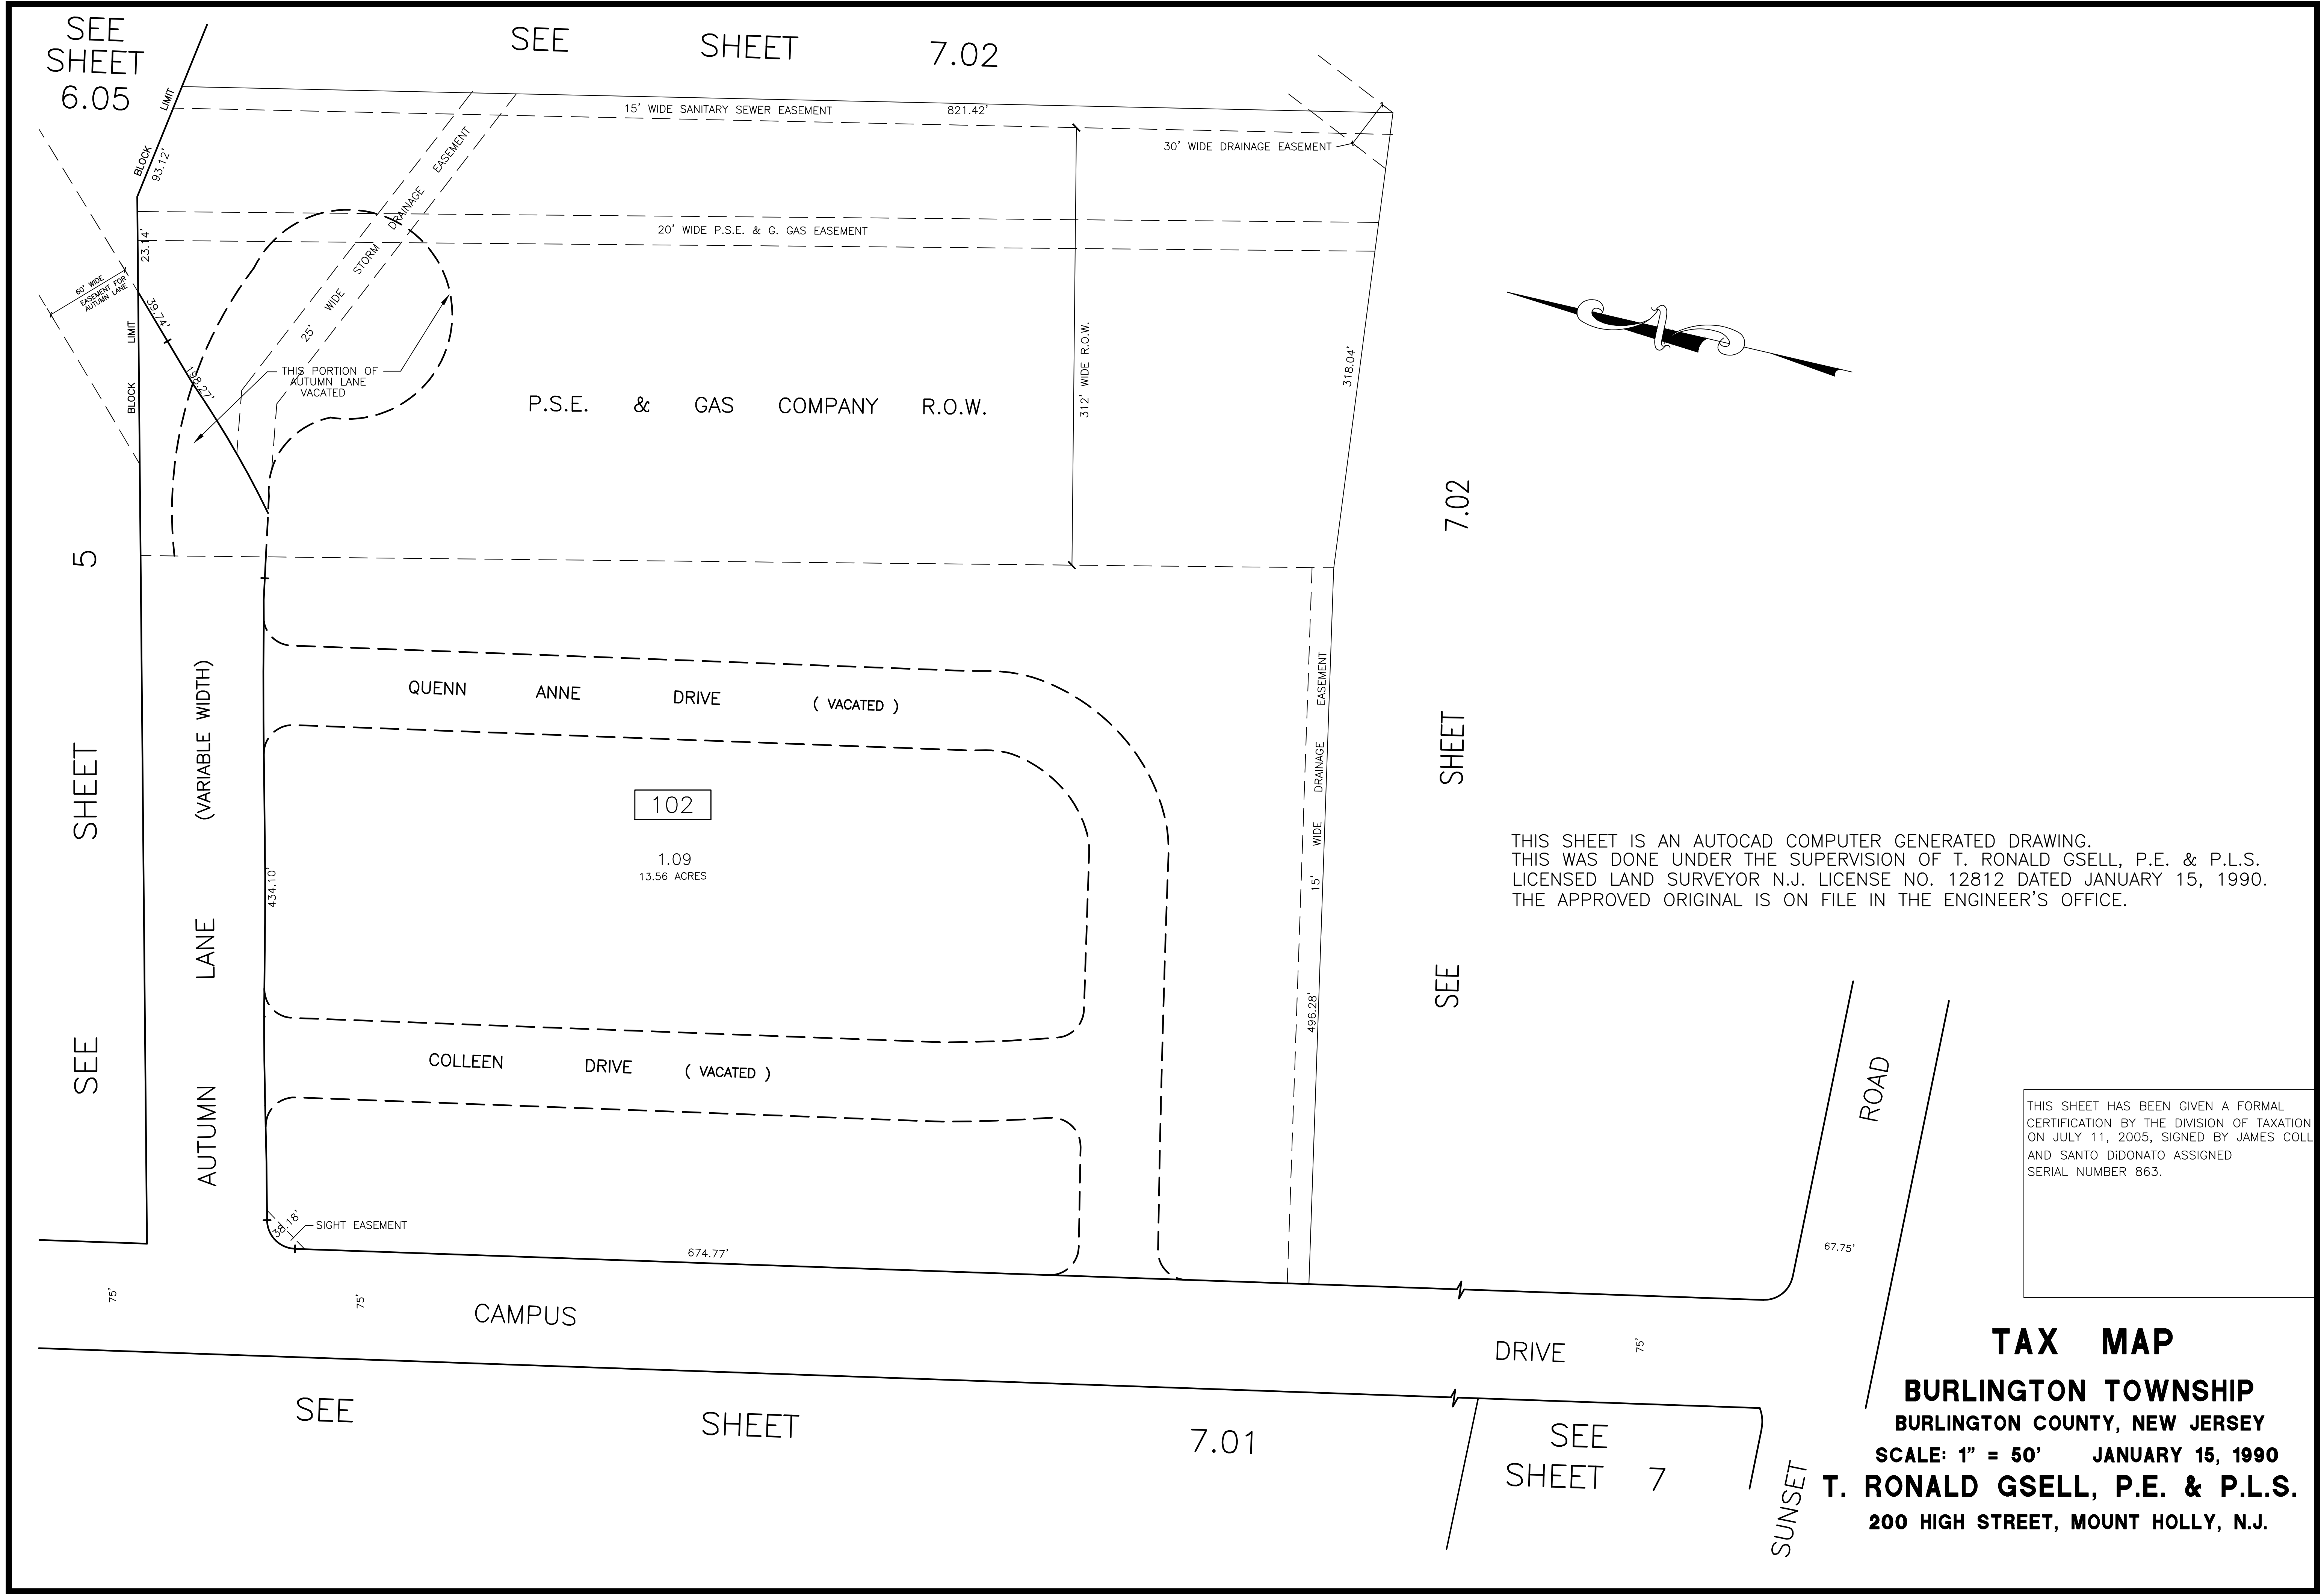 SEE
SHEET
6.05
SEE SHEET 7.02
BLOCK LIMIT
93.12'
15' WIDE SANITARY SEWER EASEMENT 821.42'
30' WIDE DRAINAGE EASEMENT
25' WIDE STORM DRAINAGE EASEMENT
23.14'
20' WIDE P.S.E. & G. GAS EASEMENT
60' WIDE
EASEMENT FOR
AUTUMN LANE
39.74'
BLOCK LIMIT
198.27'
THIS PORTION OF
AUTUMN LANE
VACATED
P.S.E. & GAS COMPANY R.O.W.
312' WIDE R.O.W.
318.04'
SEE SHEET 5
SEE SHEET 7.02
AUTUMN LANE (VARIABLE WIDTH)
QUENN ANNE DRIVE ( VACATED )
15' WIDE DRAINAGE EASEMENT
102
1.09
13.56 ACRES
434.10'
496.28'
COLLEEN DRIVE ( VACATED )
38.18'
SIGHT EASEMENT
674.77'
75'
75'
CAMPUS DRIVE
75'
67.75'
SUNSET ROAD
SEE SHEET 7.01
SEE
SHEET 7
THIS SHEET IS AN AUTOCAD COMPUTER GENERATED DRAWING.
THIS WAS DONE UNDER THE SUPERVISION OF T. RONALD GSELL, P.E. & P.L.S.
LICENSED LAND SURVEYOR N.J. LICENSE NO. 12812 DATED JANUARY 15, 1990.
THE APPROVED ORIGINAL IS ON FILE IN THE ENGINEER'S OFFICE.
THIS SHEET HAS BEEN GIVEN A FORMAL
CERTIFICATION BY THE DIVISION OF TAXATION
ON JULY 11, 2005, SIGNED BY JAMES COLL
AND SANTO DiDONATO ASSIGNED
SERIAL NUMBER 863.
TAX MAP
BURLINGTON TOWNSHIP
BURLINGTON COUNTY, NEW JERSEY
SCALE: 1" = 50' JANUARY 15, 1990
T. RONALD GSELL, P.E. & P.L.S.
200 HIGH STREET, MOUNT HOLLY, N.J.